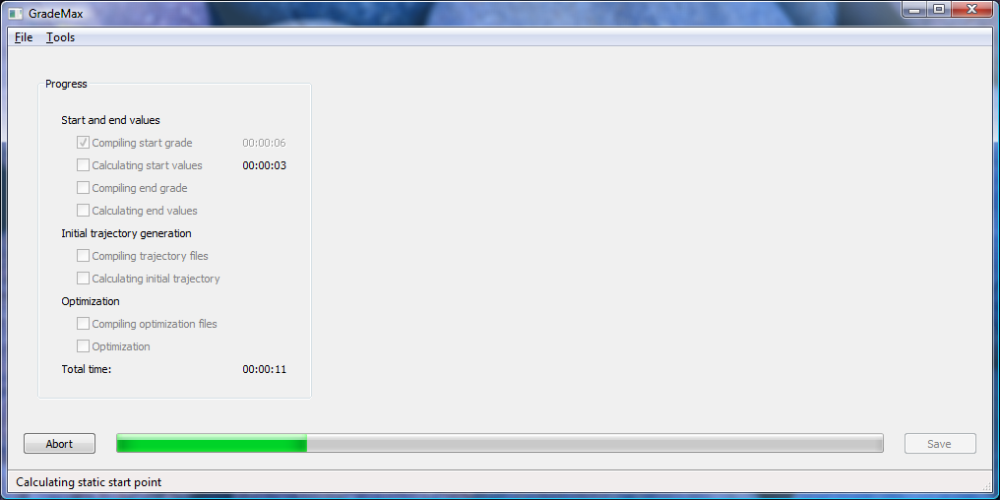 GradeMax
File Tools
Progress
Start and end values
Compiling start grade 00:00:06
Calculating start values 00:00:03
Compiling end grade
Calculating end values
Initial trajectory generation
Compiling trajectory files
Calculating initial trajectory
Optimization
Compiling optimization files
Optimization
Total time: 00:00:11
Abort Save
Calculating static start point